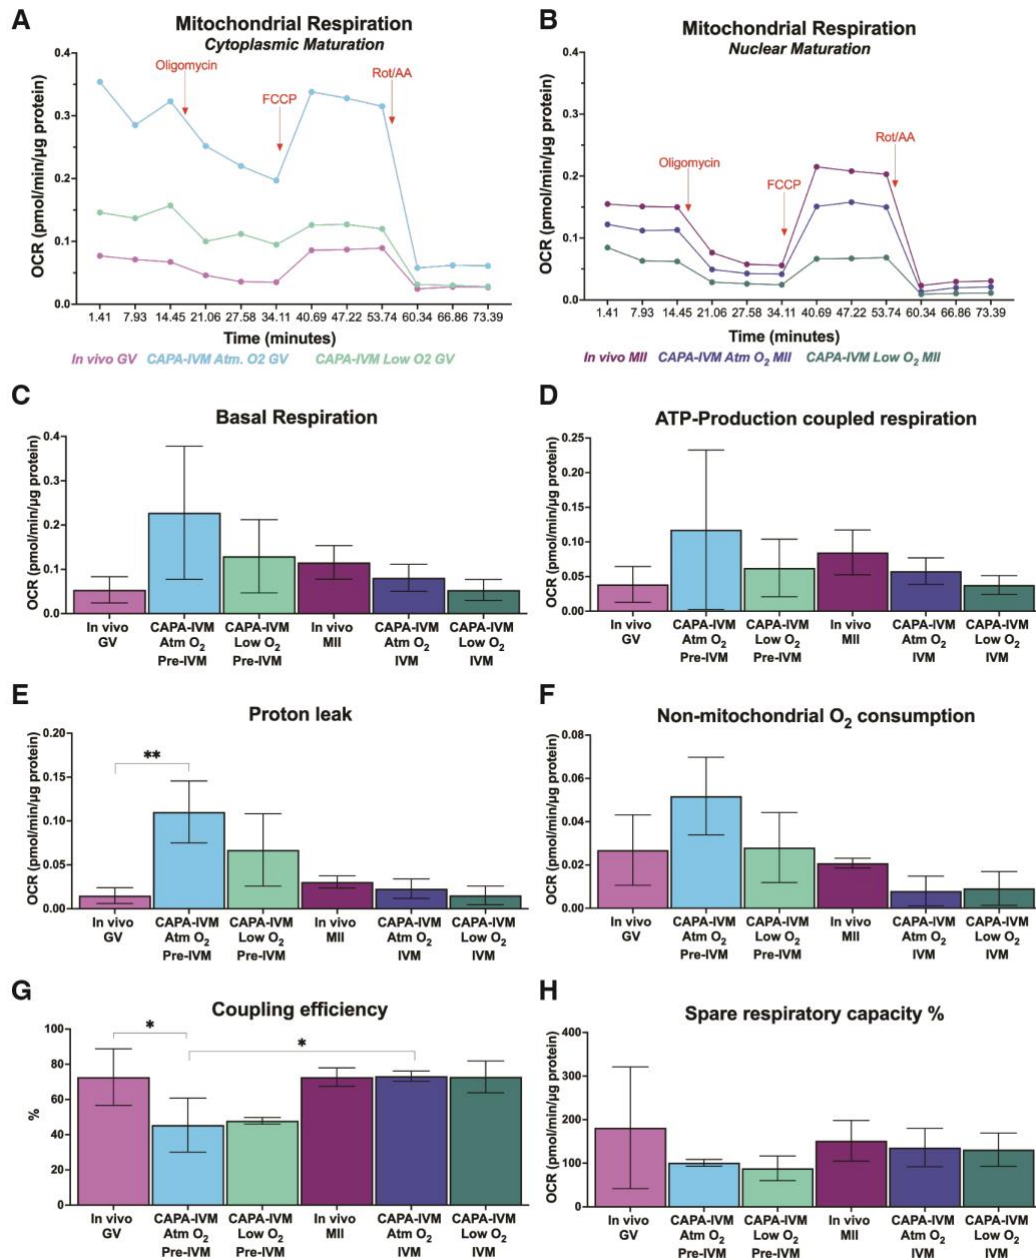 A
Mitochondrial Respiration
Cytoplasmic Maturation
OCR (pmol/min/µg protein)
0.4
0.3
0.2
0.1
0.0
Oligomycin
FCCP
Rot/AA
1.41 7.93 14.45 21.06 27.58 34.11 40.69 47.22 53.74 60.34 66.86 73.39
Time (minutes)
In vivo GV CAPA-IVM Atm. O2 GV CAPA-IVM Low O2 GV
B
Mitochondrial Respiration
Nuclear Maturation
OCR (pmol/min/µg protein)
0.4
0.3
0.2
0.1
0.0
Oligomycin
FCCP
Rot/AA
1.41 7.93 14.45 21.06 27.58 34.11 40.69 47.22 53.74 60.34 66.86 73.39
Time (minutes)
In vivo MII CAPA-IVM Atm O₂ MII CAPA-IVM Low O₂ MII
C
Basal Respiration
OCR (pmol/min/µg protein)
0.4
0.3
0.2
0.1
0.0
In vivo CAPA-IVM CAPA-IVM In vivo CAPA-IVM CAPA-IVM
GV Atm O₂ Low O₂ MII Atm O₂ Low O₂
Pre-IVM Pre-IVM IVM IVM
D
ATP-Production coupled respiration
OCR (pmol/min/µg protein)
0.25
0.20
0.15
0.10
0.05
0.00
In vivo CAPA-IVM CAPA-IVM In vivo CAPA-IVM CAPA-IVM
GV Atm O₂ Low O₂ MII Atm O₂ Low O₂
Pre-IVM Pre-IVM IVM IVM
E
Proton leak
OCR (pmol/min/µg protein)
0.20
0.15
0.10
0.05
0.00
**
In vivo CAPA-IVM CAPA-IVM In vivo CAPA-IVM CAPA-IVM
GV Atm O₂ Low O₂ MII Atm O₂ Low O₂
Pre-IVM Pre-IVM IVM IVM
F
Non-mitochondrial O₂ consumption
OCR (pmol/min/µg protein)
0.08
0.06
0.04
0.02
0.00
In vivo CAPA-IVM CAPA-IVM In vivo CAPA-IVM CAPA-IVM
GV Atm O₂ Low O₂ MII Atm O₂ Low O₂
Pre-IVM Pre-IVM IVM IVM
G
Coupling efficiency
%
100
80
60
40
20
0
*
*
In vivo CAPA-IVM CAPA-IVM In vivo CAPA-IVM CAPA-IVM
GV Atm O₂ Low O₂ MII Atm O₂ Low O₂
Pre-IVM Pre-IVM IVM IVM
H
Spare respiratory capacity %
OCR (pmol/min/µg protein)
400
300
200
100
0
In vivo CAPA-IVM CAPA-IVM In vivo CAPA-IVM CAPA-IVM
GV Atm O₂ Low O₂ MII Atm O₂ Low O₂
Pre-IVM Pre-IVM IVM IVM